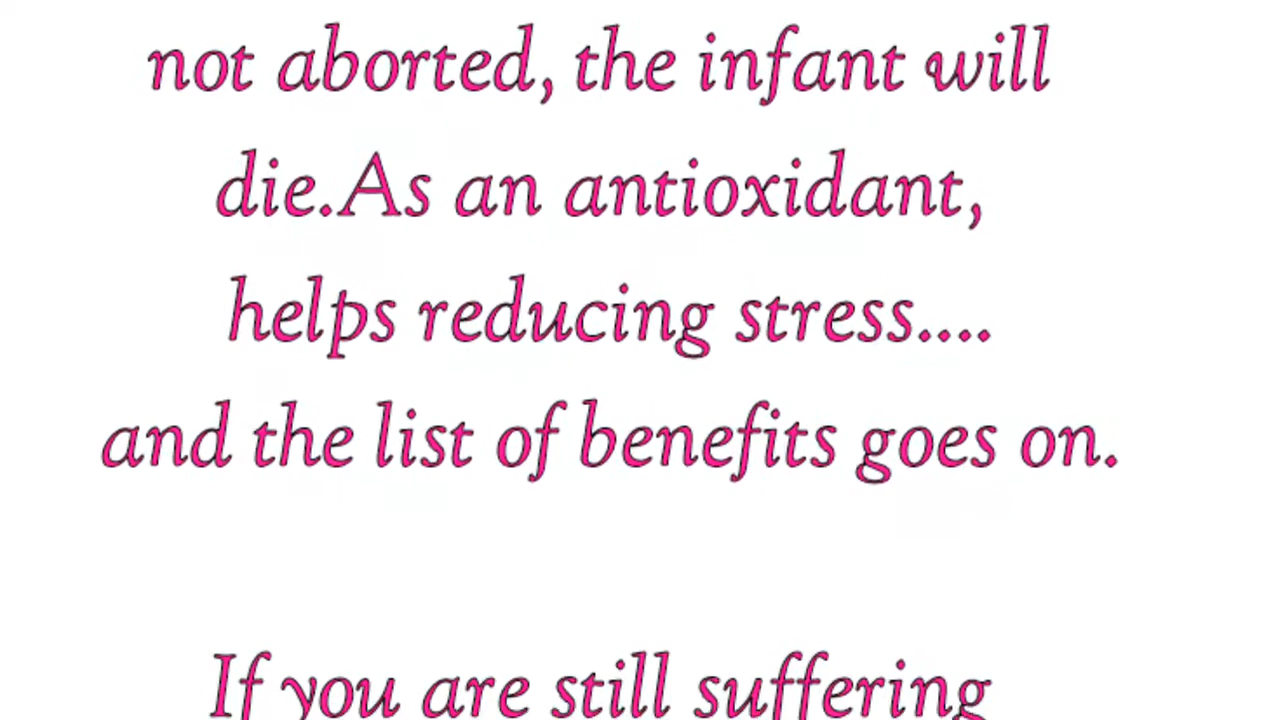 not aborted, the infant will
die.As an antioxidant,
helps reducing stress....
and the list of benefits goes on.
If you are still suffering